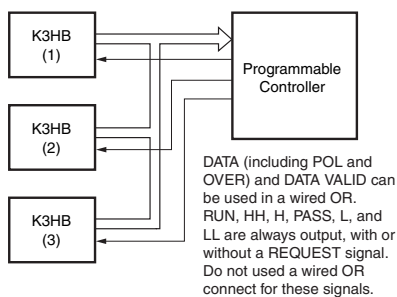 K3HB
(1)
K3HB
(2)
K3HB
(3)
Programmable
Controller
DATA (including POL and
OVER) and DATA VALID can
be used in a wired OR.
RUN, HH, H, PASS, L, and
LL are always output, with or
without a REQUEST signal.
Do not used a wired OR
connect for these signals.